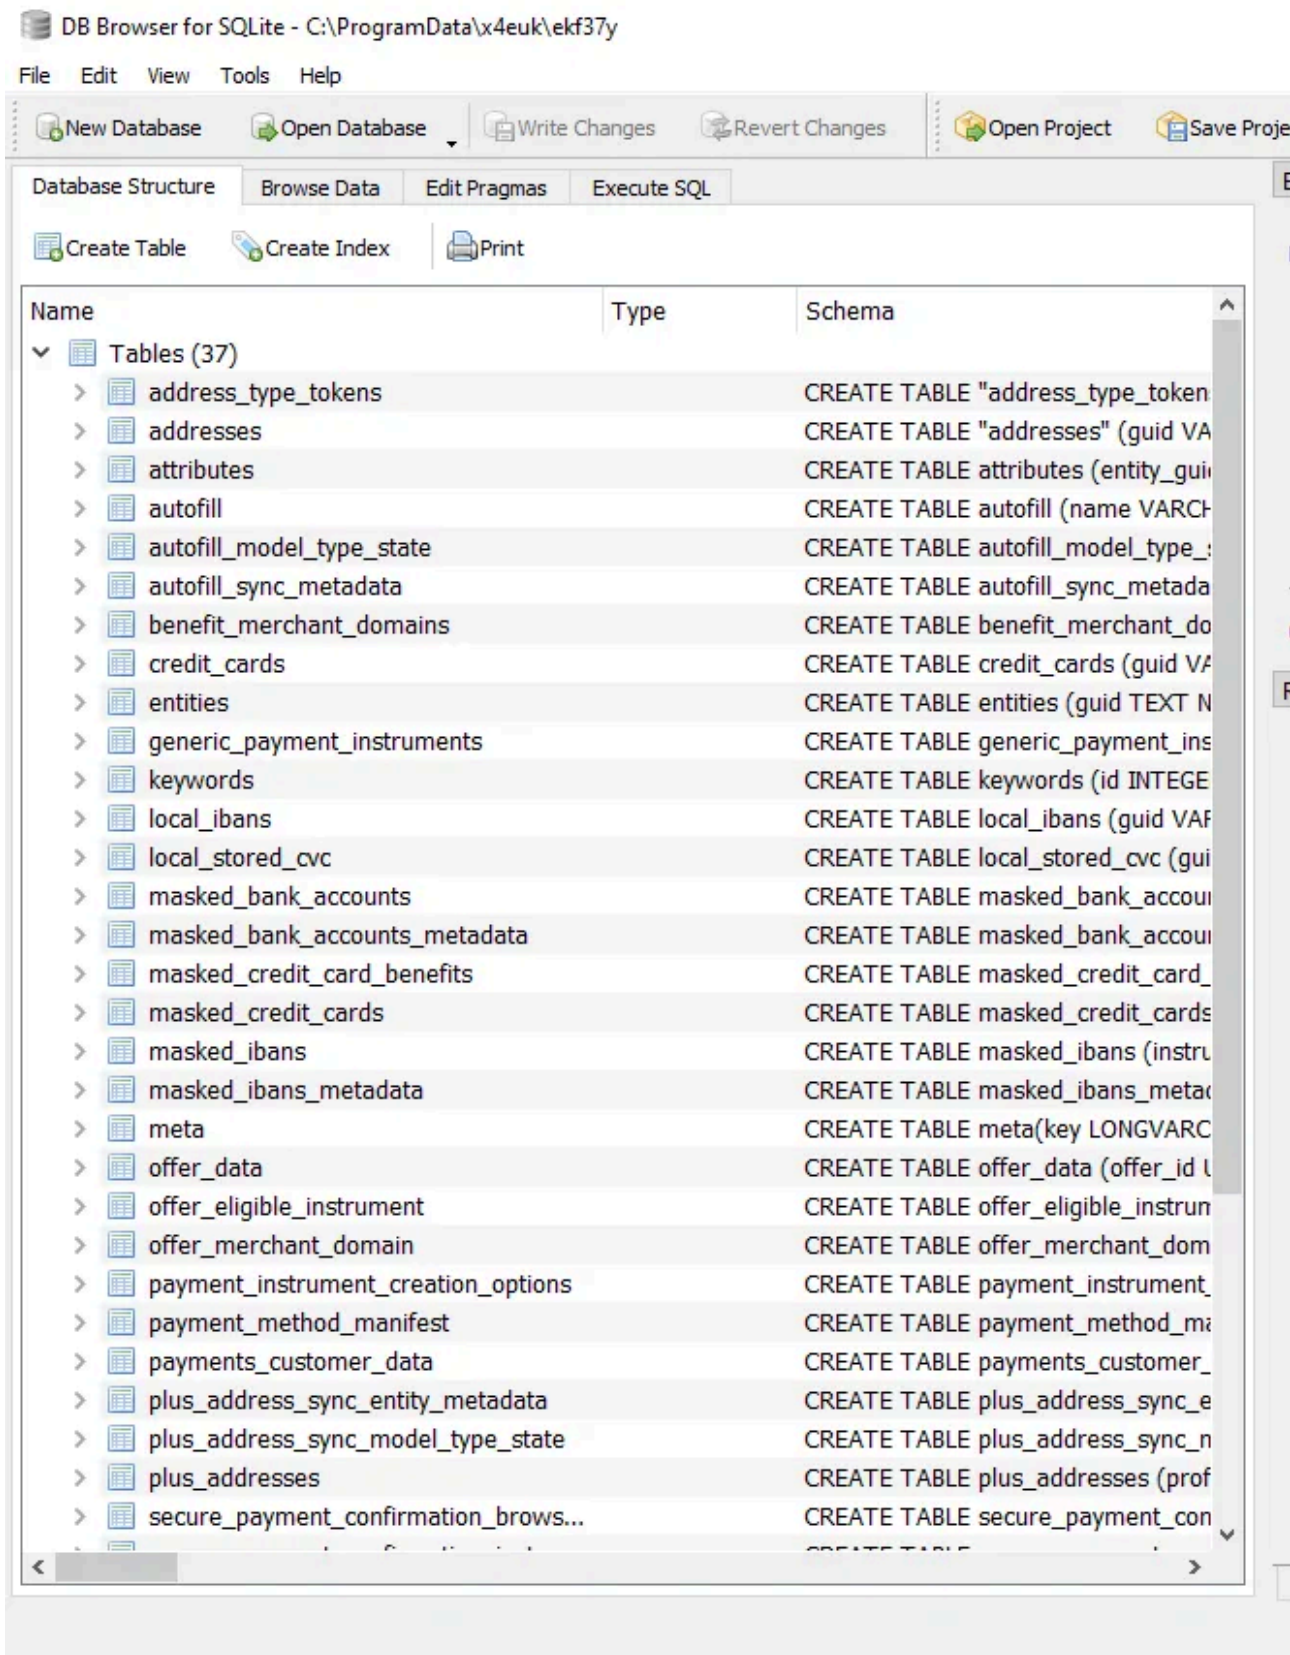 DB Browser for SQLite - C:\ProgramData\x4euk\ekf37y
File Edit View Tools Help
New Database Open Database Write Changes Revert Changes Open Project Save Proje
Database Structure Browse Data Edit Pragmas Execute SQL
Create Table Create Index Print
Name Type Schema
Tables (37)
address_type_tokens CREATE TABLE "address_type_token
addresses CREATE TABLE "addresses" (guid VA
attributes CREATE TABLE attributes (entity_gui
autofill CREATE TABLE autofill (name VARCH
autofill_model_type_state CREATE TABLE autofill_model_type_
autofill_sync_metadata CREATE TABLE autofill_sync_metada
benefit_merchant_domains CREATE TABLE benefit_merchant_do
credit_cards CREATE TABLE credit_cards (guid VA
entities CREATE TABLE entities (guid TEXT N
generic_payment_instruments CREATE TABLE generic_payment_ins
keywords CREATE TABLE keywords (id INTEGE
local_ibans CREATE TABLE local_ibans (guid VAR
local_stored_cvc CREATE TABLE local_stored_cvc (gui
masked_bank_accounts CREATE TABLE masked_bank_accou
masked_bank_accounts_metadata CREATE TABLE masked_bank_accou
masked_credit_card_benefits CREATE TABLE masked_credit_card_
masked_credit_cards CREATE TABLE masked_credit_cards
masked_ibans CREATE TABLE masked_ibans (instru
masked_ibans_metadata CREATE TABLE masked_ibans_metad
meta CREATE TABLE meta(key LONGVARC
offer_data CREATE TABLE offer_data (offer_id U
offer_eligible_instrument CREATE TABLE offer_eligible_instrum
offer_merchant_domain CREATE TABLE offer_merchant_dom
payment_instrument_creation_options CREATE TABLE payment_instrument_
payment_method_manifest CREATE TABLE payment_method_ma
payments_customer_data CREATE TABLE payments_customer_
plus_address_sync_entity_metadata CREATE TABLE plus_address_sync_e
plus_address_sync_model_type_state CREATE TABLE plus_address_sync_m
plus_addresses CREATE TABLE plus_addresses (prof
secure_payment_confirmation_brows... CREATE TABLE secure_payment_con